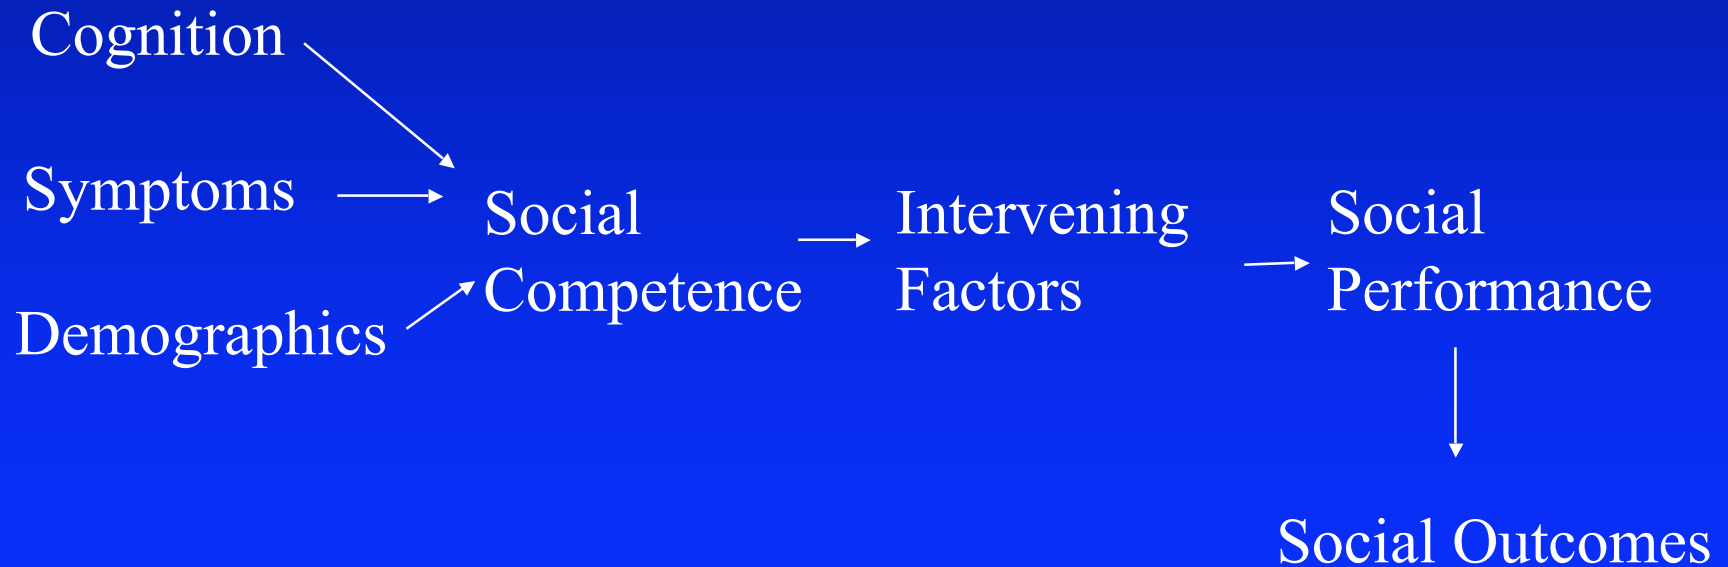 Cognition
Symptoms
Demographics
Social
Competence
Intervening
Factors
Social
Performance
Social Outcomes